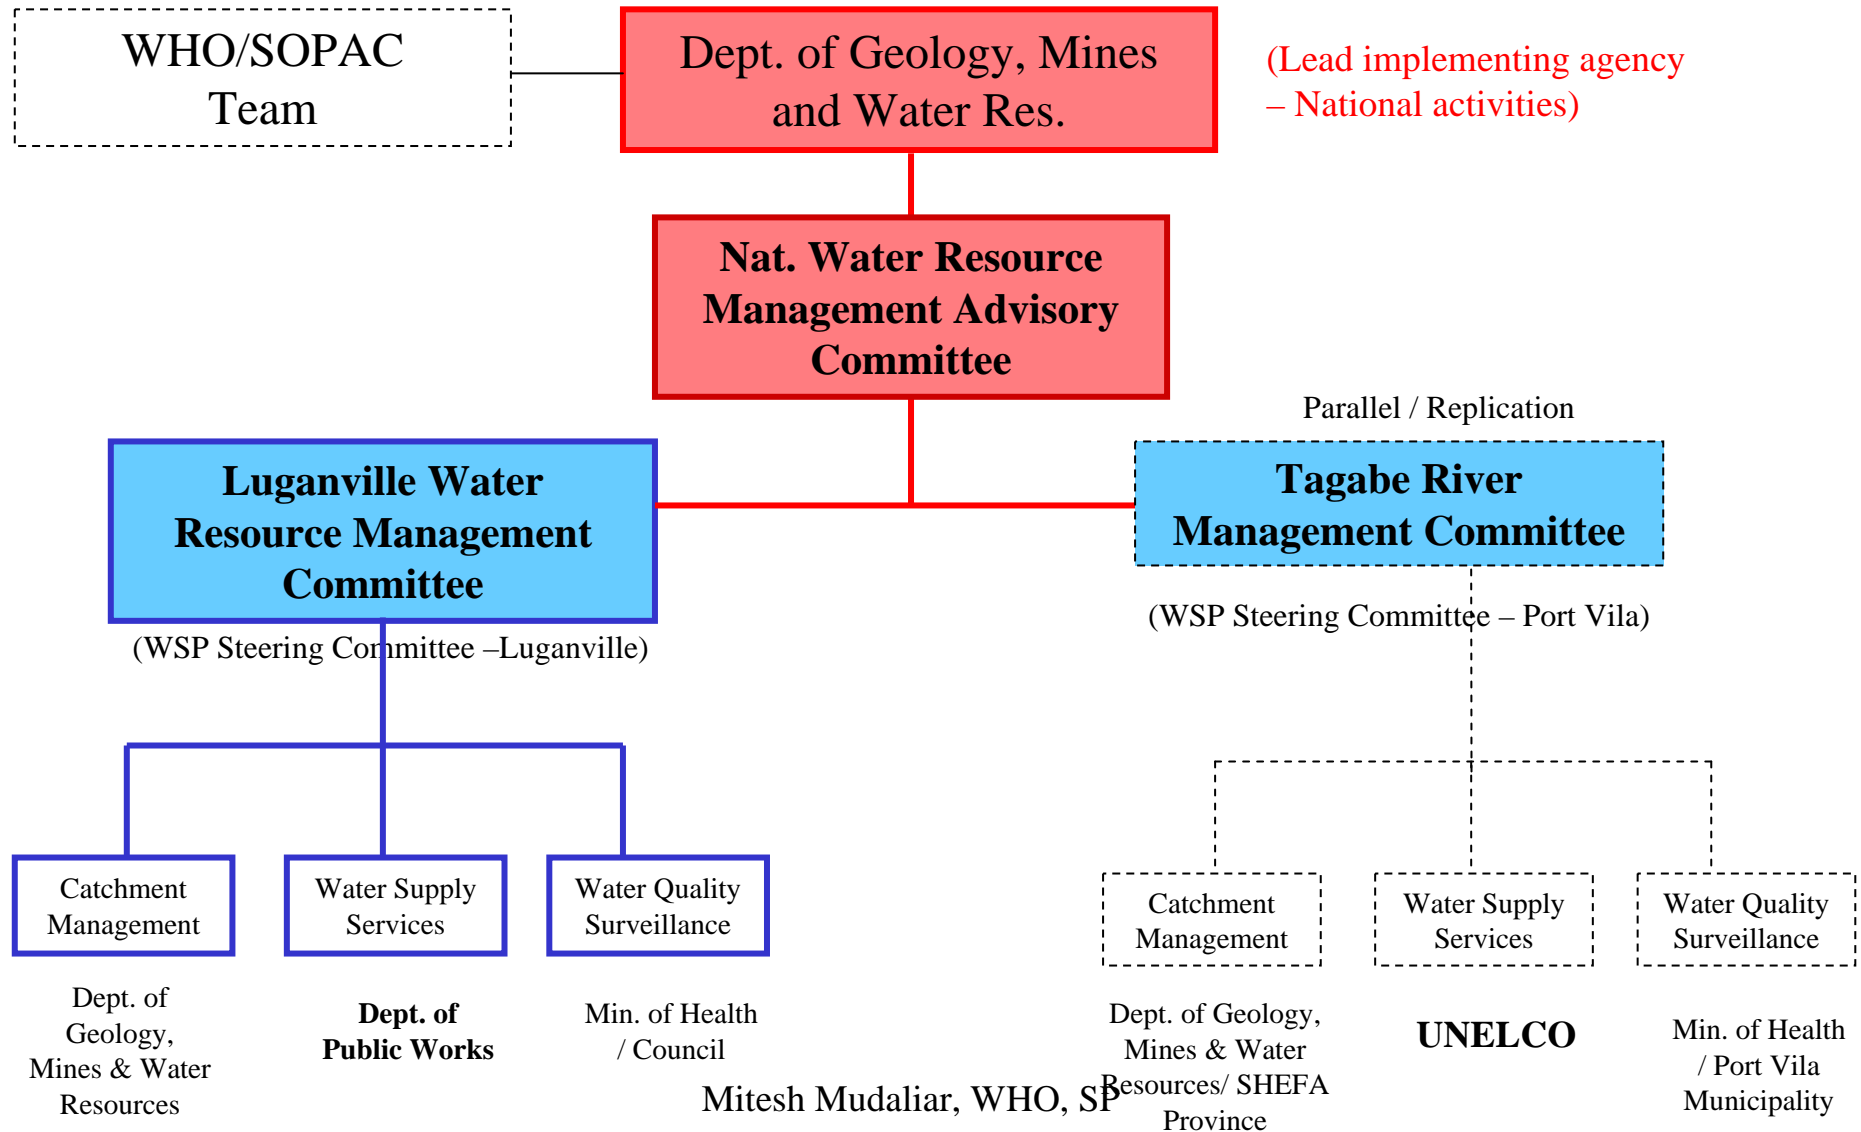 WHO/SOPAC
Team
Dept. of Geology, Mines
and Water Res.
(Lead implementing agency
– National activities)
Nat. Water Resource
Management Advisory
Committee
Parallel / Replication
Luganville Water
Resource Management
Committee
(WSP Steering Committee –Luganville)
Tagabe River
Management Committee
(WSP Steering Committee – Port Vila)
Catchment
Management
Water Supply
Services
Water Quality
Surveillance
Catchment
Management
Water Supply
Services
Water Quality
Surveillance
Dept. of
Geology,
Mines & Water
Resources
Dept. of
Public Works
Min. of Health
/ Council
Dept. of Geology,
Mines & Water
Resources/ SHEFA
Province
UNELCO
Min. of Health
/ Port Vila
Municipality
Mitesh Mudaliar, WHO, SP